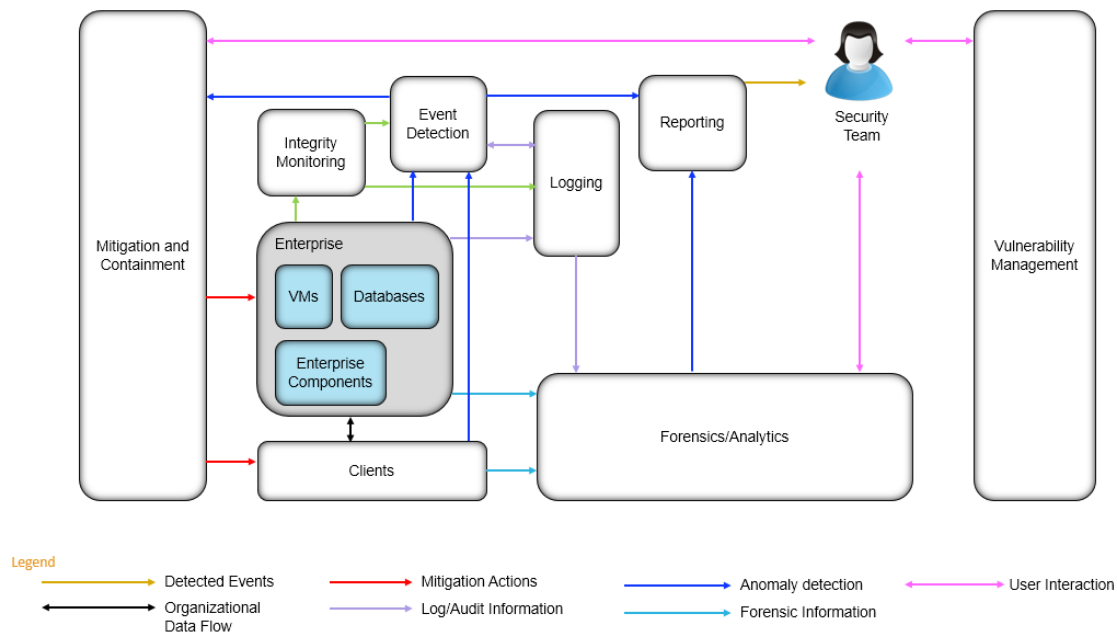 Security
Team
Event
Detection
Reporting
Integrity
Monitoring
Logging
Mitigation and
Containment
Enterprise
VMs
Databases
Enterprise
Components
Vulnerability
Management
Forensics/Analytics
Clients
Legend
Detected Events
Mitigation Actions
Anomaly detection
User Interaction
Organizational
Data Flow
Log/Audit Information
Forensic Information